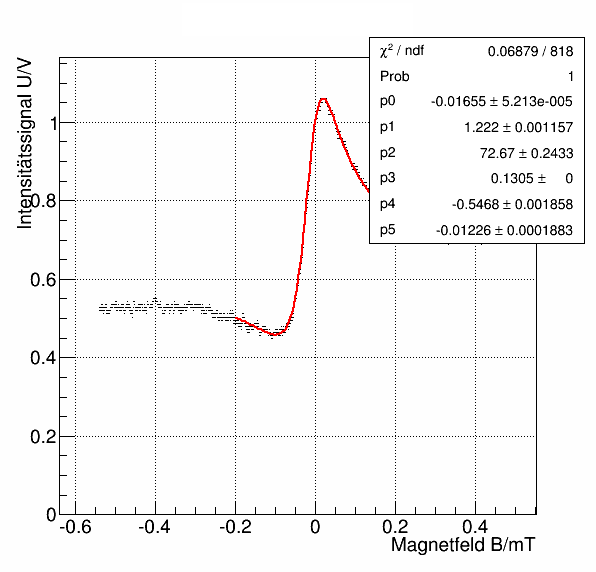 χ² / ndf 0.06879 / 818
Prob 1
p0 -0.01655 ± 5.213e-005
p1 1.222 ± 0.001157
p2 72.67 ± 0.2433
p3 0.1305 ± 0
p4 -0.5468 ± 0.001858
p5 -0.01226 ± 0.0001883
Intensitätssignal U/V
1
0.8
0.6
0.4
0.2
0
-0.6 -0.4 -0.2 0 0.2 0.4
Magnetfeld B/mT